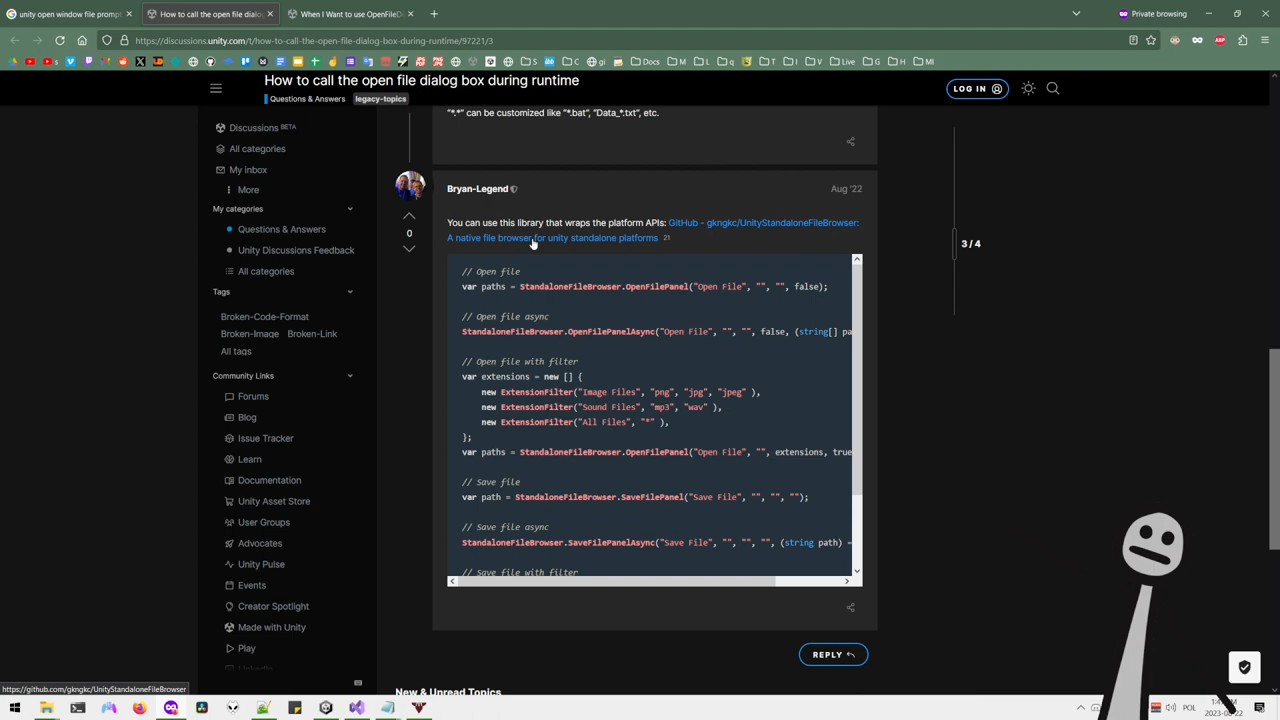 unity open window file prompt
How to call the open file dialog
When I Want to use OpenFileD
Private browsing
https://discussions.unity.com/t/how-to-call-the-open-file-dialog-box-during-runtime/97221/3
S
C
gi
Docs
M
L
q
T
I
V
Live
G
H
MI
How to call the open file dialog box during runtime
Questions & Answers legacy-topics
LOG IN
Discussions BETA
All categories
My inbox
More
My categories
Questions & Answers
Unity Discussions Feedback
All categories
Tags
Broken-Code-Format
Broken-Image Broken-Link
All tags
Community Links
Forums
Blog
Issue Tracker
Learn
Documentation
Unity Asset Store
User Groups
Advocates
Unity Pulse
Events
Creator Spotlight
Made with Unity
Play
LinkedIn
"*.*" can be customized like "*.bat", "Data_*.txt", etc.
Bryan-Legend
Aug '22
0
You can use this library that wraps the platform APIs: GitHub - gkngkc/UnityStandaloneFileBrowser:
A native file browser for unity standalone platforms 21
// Open file
var paths = StandaloneFileBrowser.OpenFilePanel("Open File", "", "", false);
// Open file async
StandaloneFileBrowser.OpenFilePanelAsync("Open File", "", "", false, (string[] pa
// Open file with filter
var extensions = new [] {
new ExtensionFilter("Image Files", "png", "jpg", "jpeg" ),
new ExtensionFilter("Sound Files", "mp3", "wav" ),
new ExtensionFilter("All Files", "*" ),
};
var paths = StandaloneFileBrowser.OpenFilePanel("Open File", "", extensions, true
// Save file
var path = StandaloneFileBrowser.SaveFilePanel("Save File", "", "", "");
// Save file async
StandaloneFileBrowser.SaveFilePanelAsync("Save File", "", "", "", (string path) =
// Save file with filter
3 / 4
REPLY
New & Unread Topics
https://github.com/gkngkc/UnityStandaloneFileBrowser
POL
2023-08-22